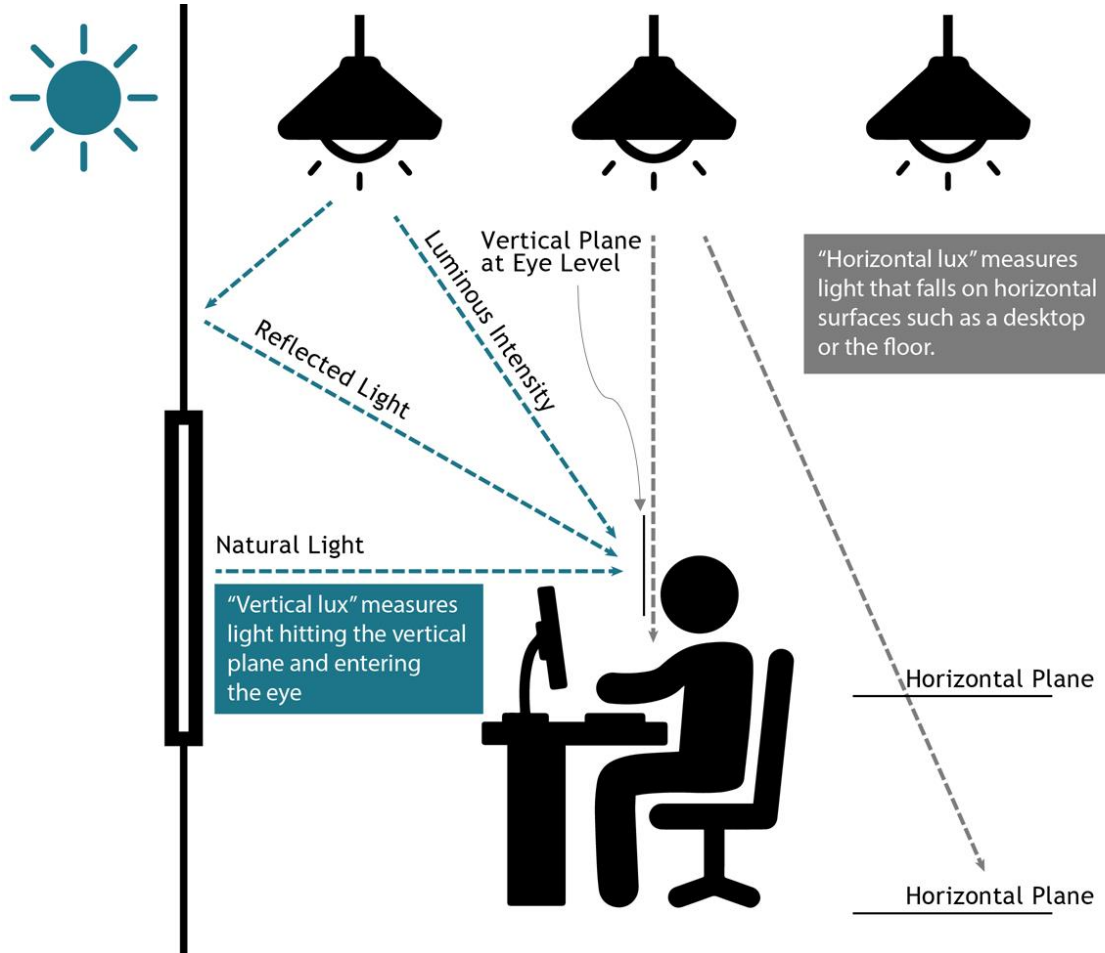 Vertical Plane
at Eye Level
“Horizontal lux” measures
light that falls on horizontal
surfaces such as a desktop
or the floor.
Luminous Intensity
Reflected Light
Natural Light
“Vertical lux” measures
light hitting the vertical
plane and entering
the eye
Horizontal Plane
Horizontal Plane